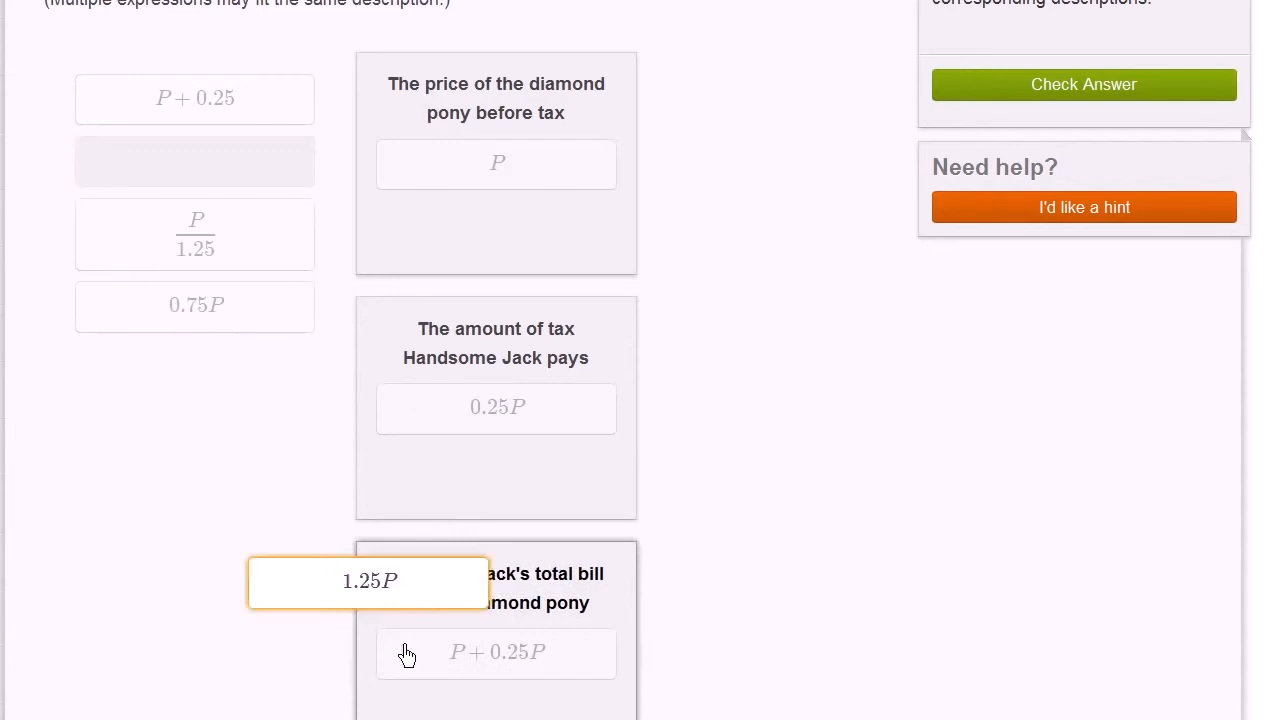 (Multiple expressions may fit the same description.)
corresponding descriptions.
Check Answer
Need help?
I'd like a hint
P + 0.25
P
1.25
0.75P
The price of the diamond
pony before tax
P
The amount of tax
Handsome Jack pays
0.25P
1.25P
ack's total bill
mond pony
P + 0.25P